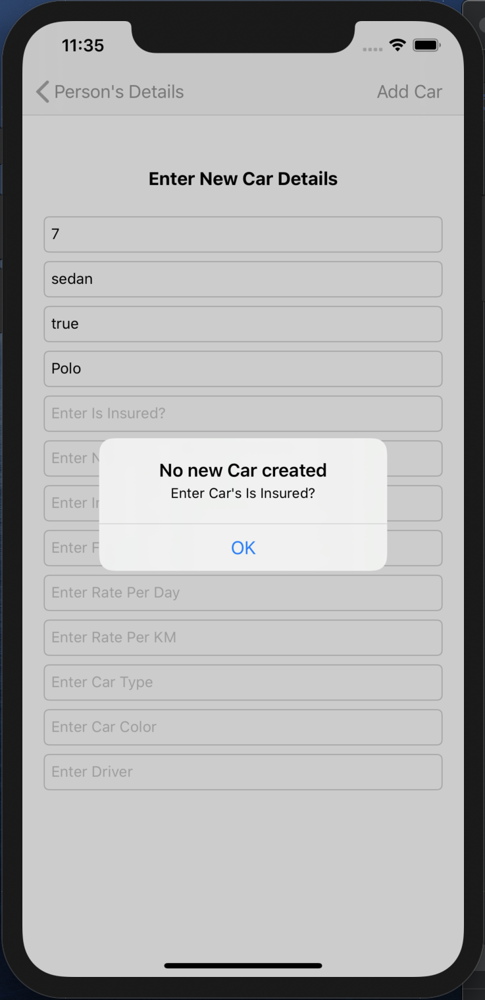 11:35
Person's Details
Add Car
Enter New Car Details
7
sedan
true
Polo
Enter Is Insured?
Enter
No new Car created
Enter Car's Is Insured?
Enter
Enter
OK
Enter Rate Per Day
Enter Rate Per KM
Enter Car Type
Enter Car Color
Enter Driver